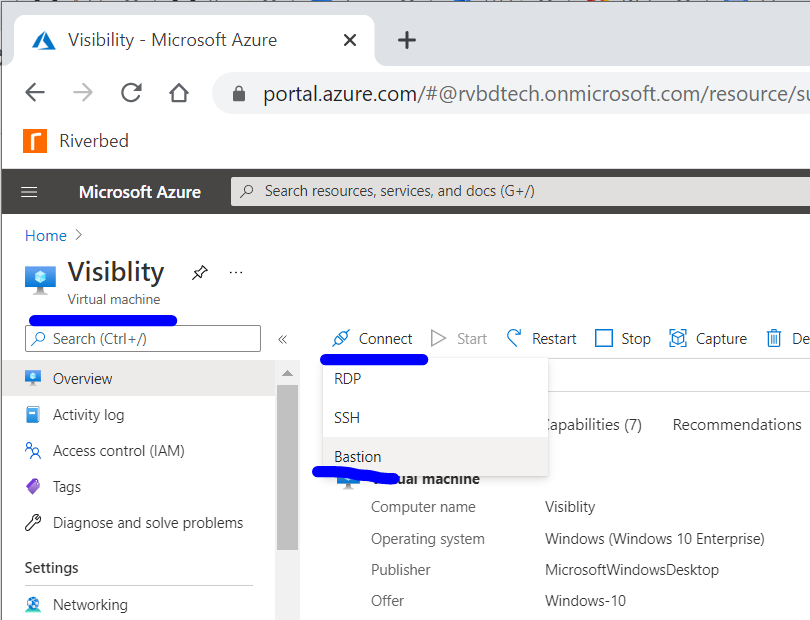 Visibility - Microsoft Azure
portal.azure.com/#@rvbdtech.onmicrosoft.com/resource/su
Riverbed
Microsoft Azure
Search resources, services, and docs (G+/)
Home
Visiblity
Virtual machine
Search (Ctrl+/)
Connect Start Restart Stop Capture De
RDP
SSH
Bastion
Overview
Activity log
Access control (IAM)
Tags
Diagnose and solve problems
Settings
Networking
Capabilities (7) Recommendations
Virtual machine
Computer name Visiblity
Operating system Windows (Windows 10 Enterprise)
Publisher MicrosoftWindowsDesktop
Offer Windows-10